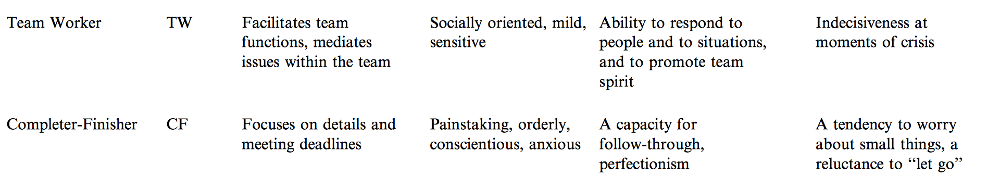 Team Worker TW Facilitates team Socially oriented, mild, Ability to respond to Indecisiveness at
functions, mediates sensitive people and to situations, moments of crisis
issues within the team and to promote team
spirit
Completer-Finisher CF Focuses on details and Painstaking, orderly, A capacity for A tendency to worry
meeting deadlines conscientious, anxious follow-through, about small things, a
perfectionism reluctance to “let go”